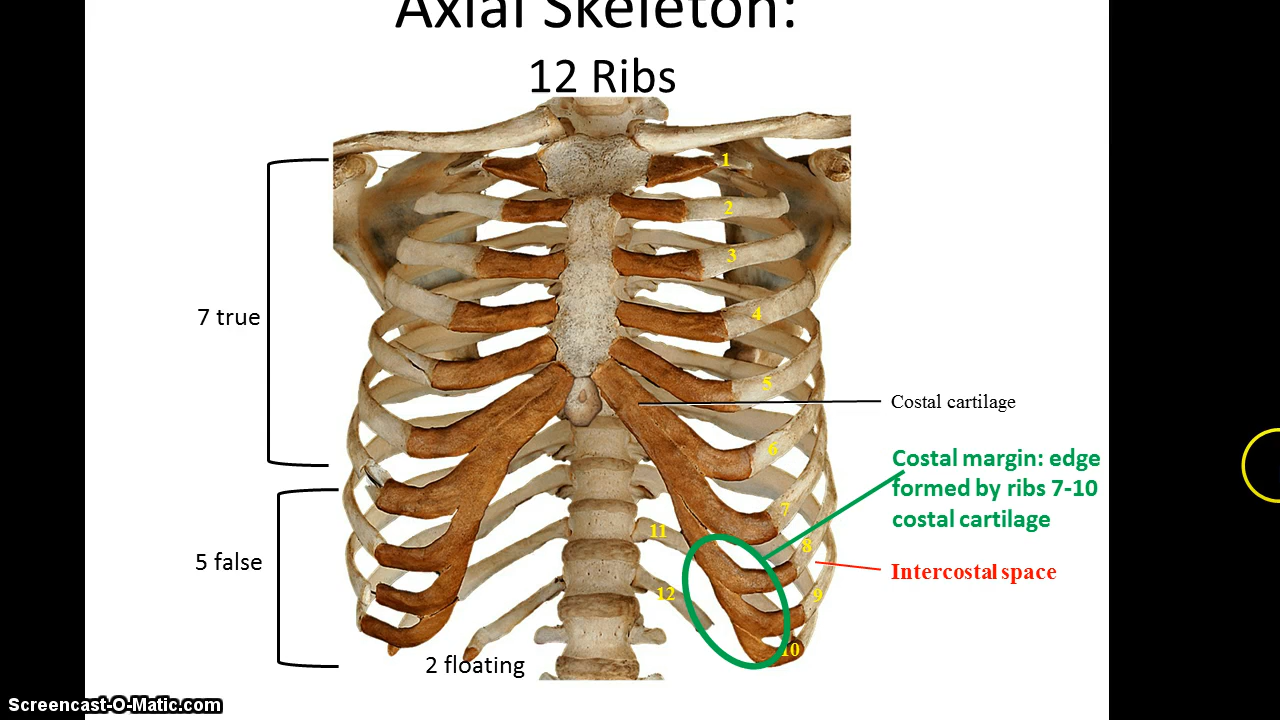 Axial Skeleton:
12 Ribs
1
2
3
7 true
4
5
Costal cartilage
6
Costal margin: edge
formed by ribs 7-10
costal cartilage
7
11
8
5 false
Intercostal space
12
9
10
2 floating
Screencast-O-Matic.com